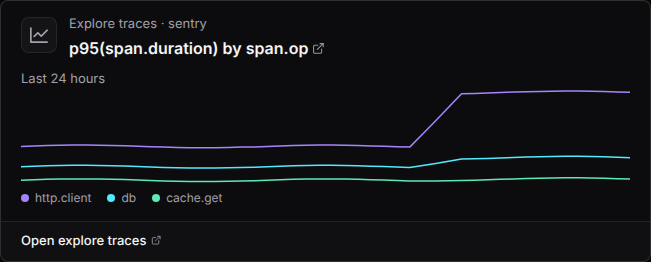 Explore traces · sentry
p95(span.duration) by span.op
Last 24 hours
http.client db cache.get
Open explore traces